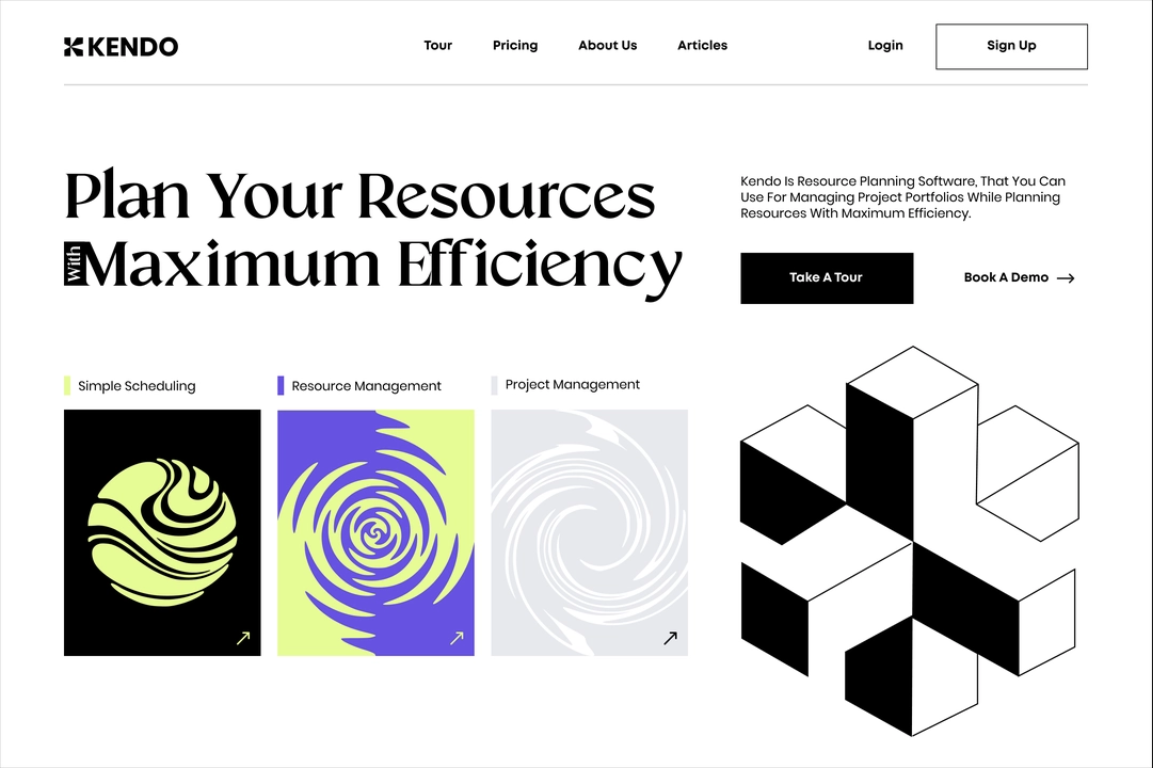 KENDO
Tour
Pricing
About Us
Articles
Login
Sign Up
Plan Your Resources
With Maximum Efficiency
Kendo Is Resource Planning Software, That You Can
Use For Managing Project Portfolios While Planning
Resources With Maximum Efficiency.
Take A Tour
Book A Demo
Simple Scheduling
Resource Management
Project Management